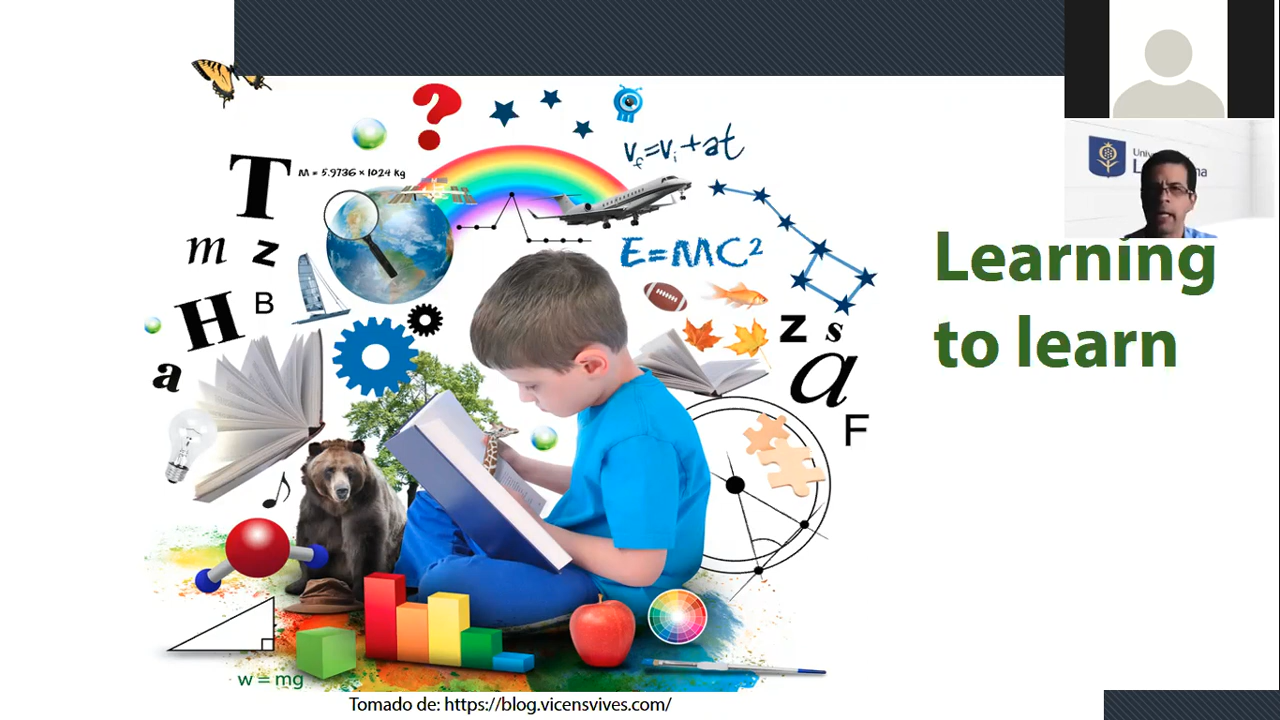 T
M = 5.9736 × 1024 kg
?
v_f = v_i + at
m
z
H
B
a
E=MC²
z
s
a
F
Learning
to learn
w = mg
Tomado de: https://blog.vicensvives.com/